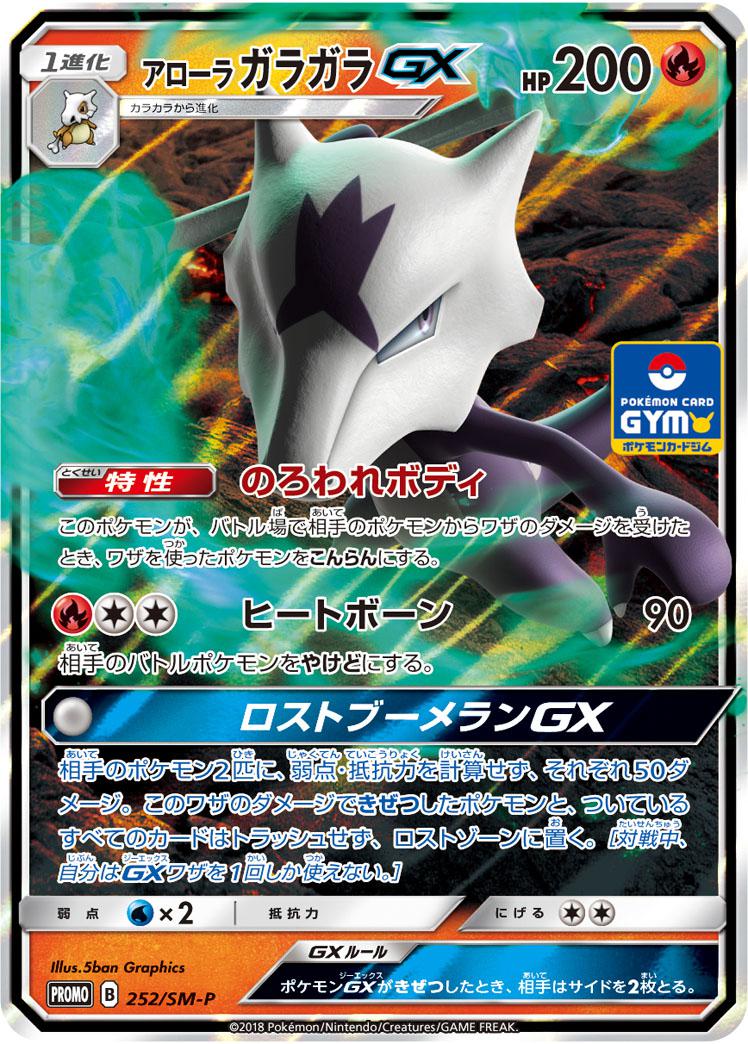 1進化
アローラ ガラガラGX
HP200
カラカラから進化
POKÉMON CARD
GYM
ポケモンカードジム
とくせい
特性 のろわれボディ
このポケモンが、バトル場で相手のポケモンからワザのダメージを受けた
とき、ワザを使ったポケモンをこんらんにする。
ヒートボーン 90
相手のバトルポケモンをやけどにする。
ロストブーメランGX
相手のポケモン2匹に、弱点・抵抗力を計算せず、それぞれ50ダ
メージ。このワザのダメージできぜつしたポケモンと、ついている
すべてのカードはトラッシュせず、ロストゾーンに置く。[対戦中、
自分はGXワザを1回しか使えない。]
弱点 ×2 抵抗力 にげる
Illus.5ban Graphics
GXルール
ポケモンGXがきぜつしたとき、相手はサイドを2枚とる。
PROMO B 252/SM-P
©2018 Pokémon/Nintendo/Creatures/GAME FREAK.